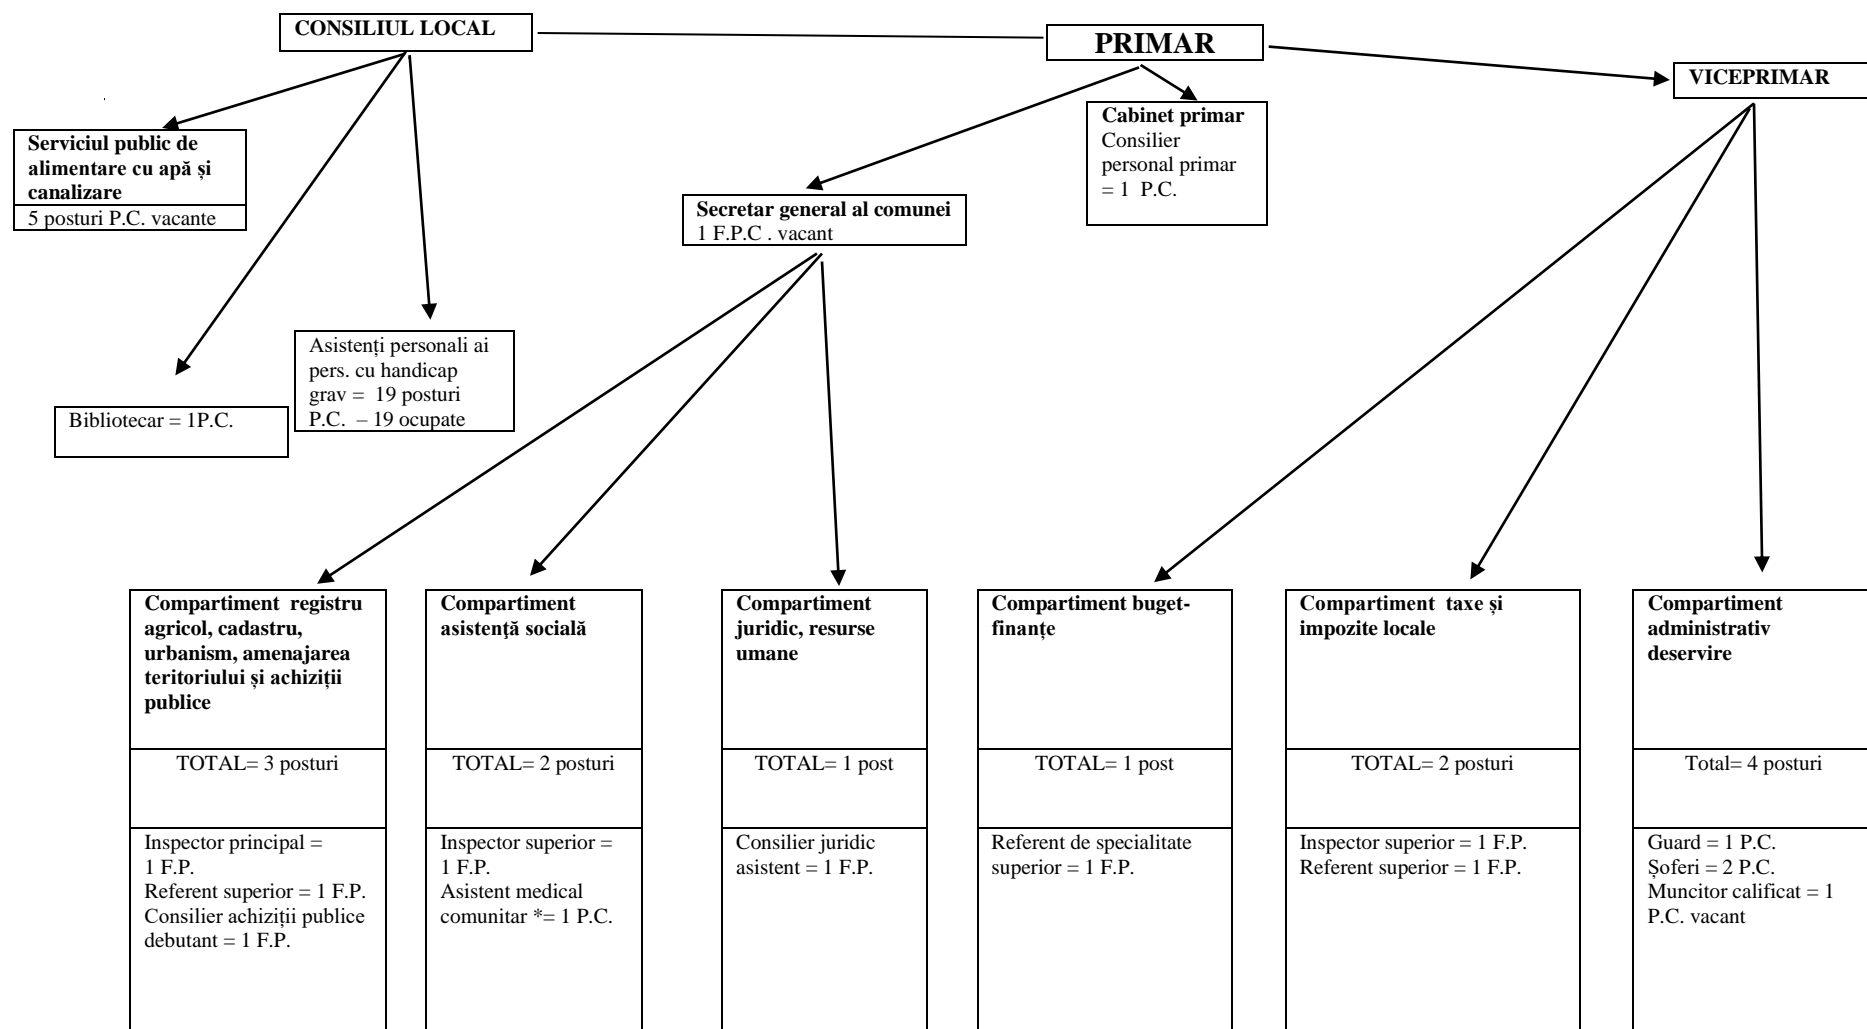 CONSILIUL LOCAL
PRIMAR
VICEPRIMAR
Serviciul public de
alimentare cu apă și
canalizare
5 posturi P.C. vacante
Cabinet primar
Consilier
personal primar
= 1  P.C.
Secretar general al comunei
1 F.P.C . vacant
Asistenți personali ai
pers. cu handicap
grav =  19 posturi
P.C.  – 19 ocupate
Bibliotecar = 1P.C.
Compartiment  registru
agricol, cadastru,
urbanism, amenajarea
teritoriului și achiziții
publice
TOTAL= 3 posturi
Inspector principal =
1 F.P.
Referent superior = 1 F.P.
Consilier achiziții publice
debutant = 1 F.P.
Compartiment
asistenţă socială
TOTAL= 2 posturi
Inspector superior =
1 F.P.
Asistent medical
comunitar *= 1 P.C.
Compartiment
juridic, resurse
umane
TOTAL= 1 post
Consilier juridic
asistent = 1 F.P.
Compartiment buget-
finanțe
TOTAL= 1 post
Referent de specialitate
superior = 1 F.P.
Compartiment  taxe și
impozite locale
TOTAL= 2 posturi
Inspector superior = 1 F.P.
Referent superior = 1 F.P.
Compartiment
administrativ
deservire
Total= 4 posturi
Guard = 1 P.C.
Șoferi = 2 P.C.
Muncitor calificat = 1
P.C. vacant